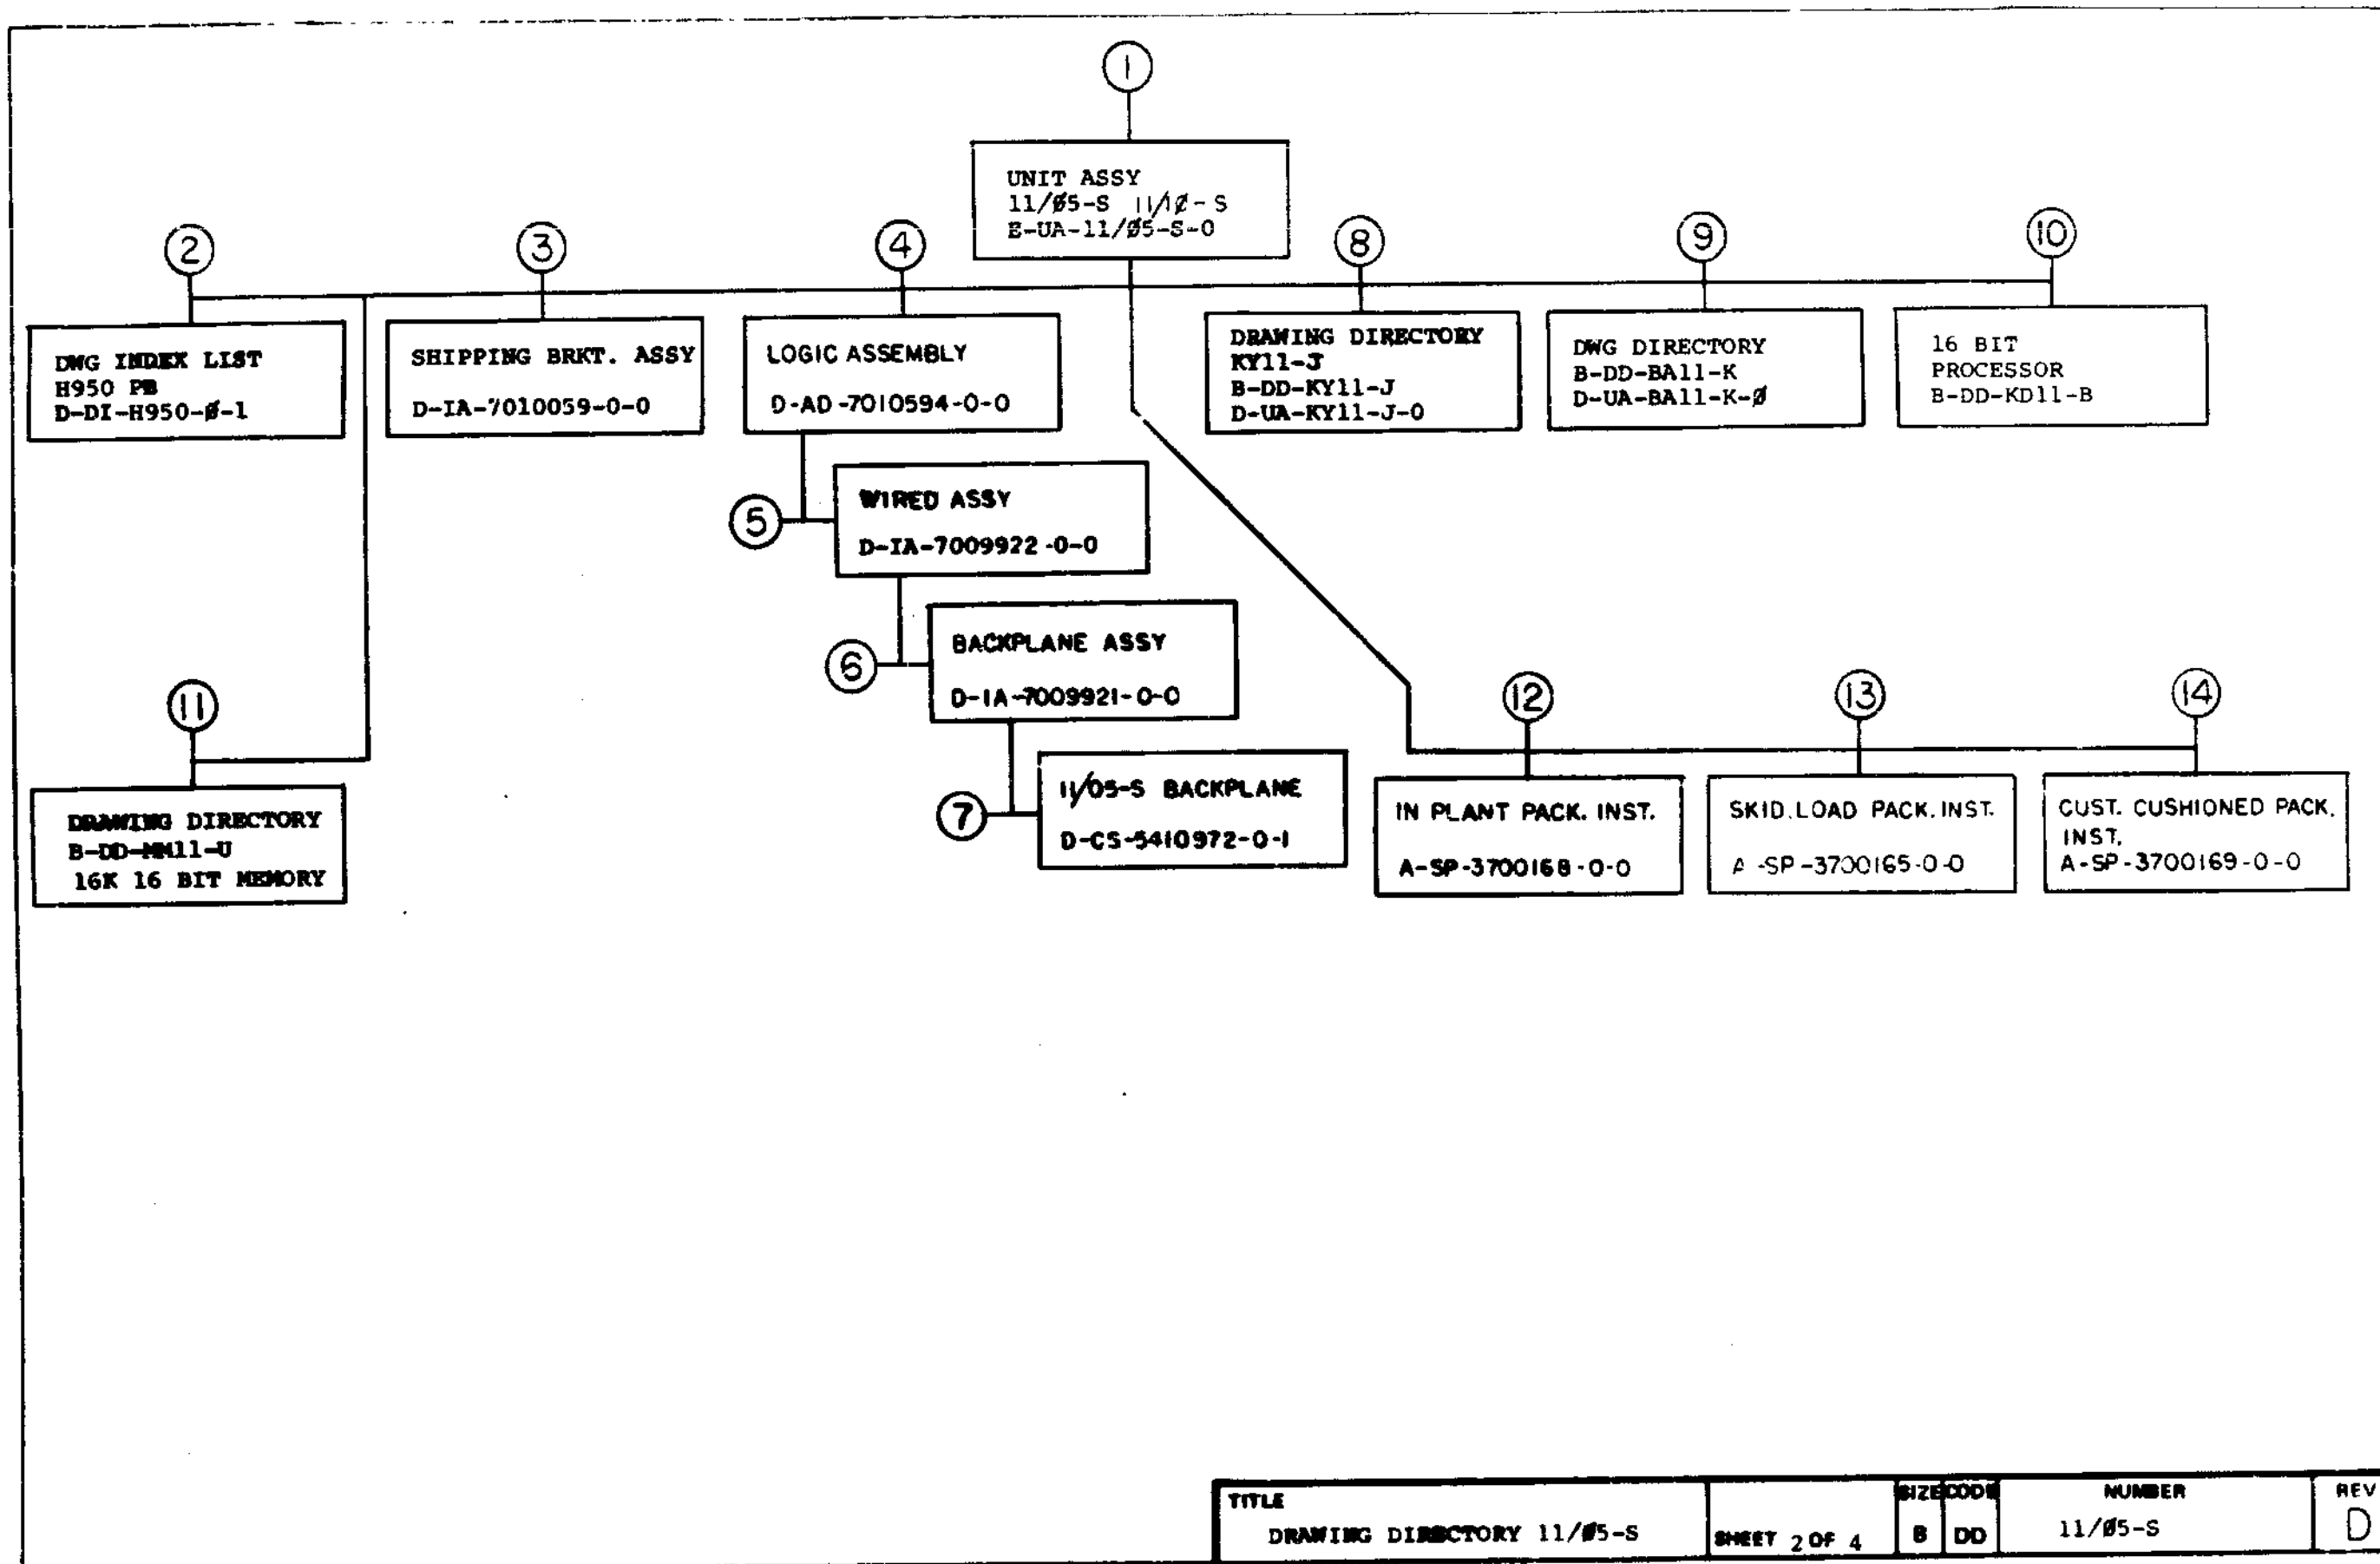 1
UNIT ASSY
11/Ø5-S 11/1Ø-S
E-UA-11/Ø5-S-0
2
DWG INDEX LIST
H950 PB
D-DI-H950-Ø-1
3
SHIPPING BRKT. ASSY
D-IA-7010059-0-0
4
LOGIC ASSEMBLY
D-AD-7010594-0-0
8
DRAWING DIRECTORY
KY11-J
B-DD-KY11-J
D-UA-KY11-J-0
9
DWG DIRECTORY
B-DD-BA11-K
D-UA-BA11-K-Ø
10
16 BIT
PROCESSOR
B-DD-KD11-B
5
WIRED ASSY
D-IA-7009922-0-0
6
BACKPLANE ASSY
D-IA-7009921-0-0
7
11/05-S BACKPLANE
D-CS-5410972-0-1
11
DRAWING DIRECTORY
B-DD-MM11-U
16K 16 BIT MEMORY
12
IN PLANT PACK. INST.
A-SP-3700168-0-0
13
SKID.LOAD PACK.INST.
A-SP-3700165-0-0
14
CUST. CUSHIONED PACK.
INST.
A-SP-3700169-0-0
TITLE
DRAWING DIRECTORY 11/Ø5-S
SHEET 2 OF 4
SIZE
B
CODE
DD
NUMBER
11/Ø5-S
REV
D